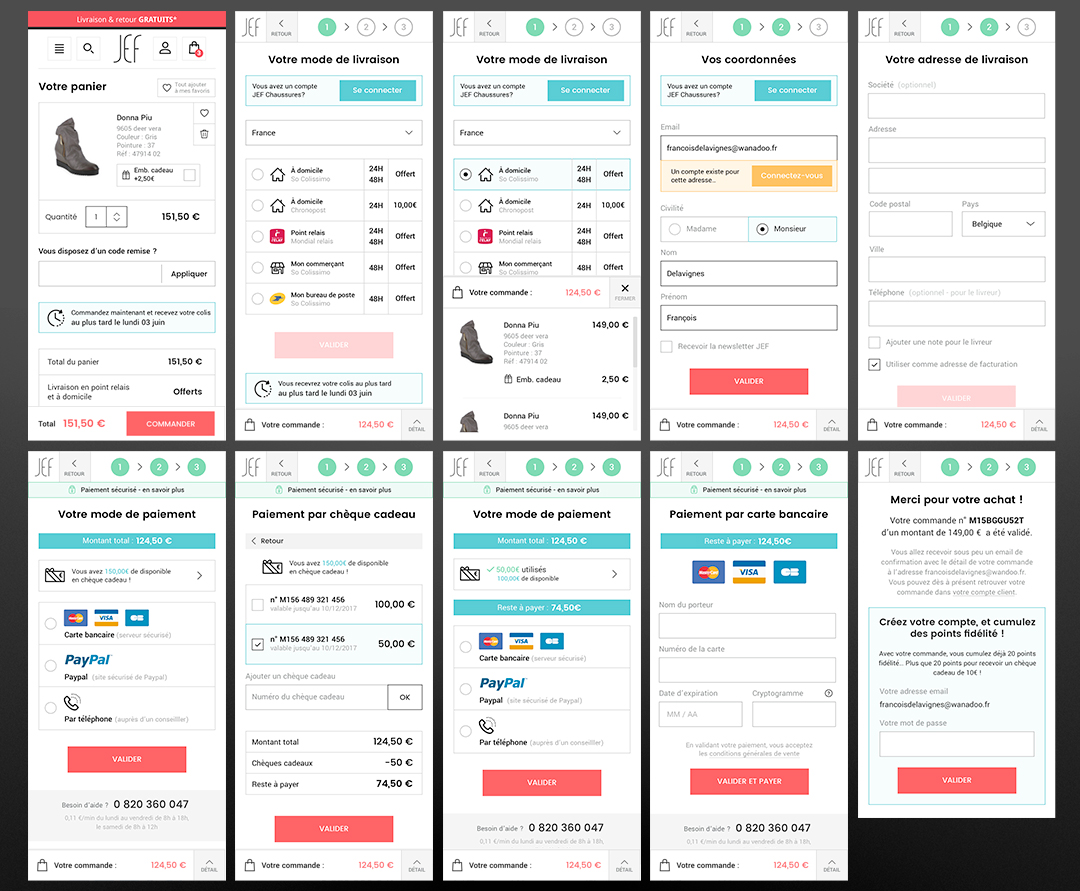 Livraison & retour GRATUITS*
JEF
3
Votre panier
Tout ajouter
à mes favoris
Donna Piu
9605 deer vera
Couleur : Gris
Pointure : 37
Réf : 47914 02
Emb. cadeau
+2,50€
Quantité
1
151,50 €
Vous disposez d'un code remise ?
Appliquer
Commandez maintenant et recevez votre colis
au plus tard le lundi 03 juin
Total du panier
151,50 €
Livraison en point relais
et à domicile
Offerts
Total 151,50 €
COMMANDER
JEF
RETOUR
1 2 3
Votre mode de livraison
Vous avez un compte
JEF Chaussures?
Se connecter
France
À domicile
So Colissimo
24H
48H
Offert
À domicile
Chronopost
24H
10,00€
POINT RELAIS
Point relais
Mondial relais
24H
48H
Offert
Mon commerçant
So Colissimo
48H
Offert
Mon bureau de poste
So Colissimo
48H
Offert
VALIDER
Vous recevrez votre colis au plus tard
au plus tard le lundi 03 juin
Votre commande :
124,50 €
DÉTAIL
JEF
RETOUR
1 2 3
Votre mode de livraison
Vous avez un compte
JEF Chaussures?
Se connecter
France
À domicile
So Colissimo
24H
48H
Offert
À domicile
Chronopost
24H
10,00€
POINT RELAIS
Point relais
Mondial relais
24H
48H
Offert
Mon commerçant
So Colissimo
48H
Offert
Votre commande :
124,50 €
FERMER
Donna Piu
149,00 €
9605 deer vera
Couleur : Gris
Pointure : 37
Réf : 47914 02
Emb. cadeau
2,50 €
Donna Piu
149,00 €
9605 deer vera
JEF
RETOUR
1 2 3
Vos coordonnées
Vous avez un compte
JEF Chaussures?
Se connecter
Email
francoisdelavignes@wanadoo.fr
Un compte existe pour
cette adresse...
Connectez-vous
Civilité
Madame
Monsieur
Nom
Delavignes
Prénom
François
Recevoir la newsletter JEF
VALIDER
Votre commande :
124,50 €
DÉTAIL
JEF
RETOUR
1 2 3
Votre adresse de livraison
Société (optionnel)
Adresse
Code postal
Pays
Belgique
Ville
Téléphone (optionnel - pour le livreur)
Ajouter une note pour le livreur
Utiliser comme adresse de facturation
VALIDER
Votre commande :
124,50 €
DÉTAIL
JEF
RETOUR
1 2 3
Paiement sécurisé - en savoir plus
Votre mode de paiement
Montant total : 124,50 €
Vous avez 150,00€ de disponible
en chèque cadeau !
MasterCard
VISA
CB
Carte bancaire (serveur sécurisé)
PayPal
Paypal (site sécurisé de Paypal)
Par téléphone (auprès d'un conseilller)
VALIDER
Besoin d'aide ? 0 820 360 047
0,11 €/min du lundi au vendredi de 8h à 18h,
le samedi de 8h à 12h
Votre commande :
124,50 €
DÉTAIL
JEF
RETOUR
1 2 3
Paiement sécurisé - en savoir plus
Paiement par chèque cadeau
Retour
Vous avez 150,00€ de disponible
en chèque cadeau !
n° M156 489 321 456
valable jusqu'au 10/12/2017
100,00 €
n° M156 489 321 456
valable jusqu'au 10/12/2017
50,00 €
Ajouter un chèque cadeau
Numéro du chèque cadeau
OK
Montant total
124,50 €
Chèques cadeaux
-50 €
Reste à payer
74,50 €
VALIDER
Votre commande :
124,50 €
DÉTAIL
JEF
RETOUR
1 2 3
Paiement sécurisé - en savoir plus
Votre mode de paiement
Montant total : 124,50 €
50,00€ utilisés
100,00€ de disponible
Reste à payer : 74,50€
MasterCard
VISA
CB
Carte bancaire (serveur sécurisé)
PayPal
Paypal (site sécurisé de Paypal)
Par téléphone (auprès d'un conseilller)
VALIDER
Besoin d'aide ? 0 820 360 047
0,11 €/min du lundi au vendredi de 8h à 18h,
Votre commande :
124,50 €
DÉTAIL
JEF
RETOUR
1 2 3
Paiement sécurisé - en savoir plus
Paiement par carte bancaire
Reste à payer : 124,50€
MasterCard
VISA
CB
Nom du porteur
Numéro de la carte
Date d'expiration
Cryptogramme
?
MM / AA
En validant votre paiement, vous acceptez
les conditions générales de vente
VALIDER ET PAYER
Besoin d'aide ? 0 820 360 047
0,11 €/min du lundi au vendredi de 8h à 18h,
Votre commande :
124,50 €
DÉTAIL
JEF
RETOUR
1 2 3
Merci pour votre achat !
Votre commande n° M15BGGU52T
d'un montant de 149,00 € a été validé.
Vous allez recevoir sous peu un email de
confirmation avec le détail de votre commande
à l'adresse francoisdelavignes@wandoo.fr.
Vous pouvez dès à présent retrouver votre
commande dans votre compte client.
Créez votre compte, et cumulez
des points fidélité !
Avec votre commande, vous cumulez déjà 20 points
fidélité.. Plus que 20 points pour recevoir un chèque
cadeau de 10€ !
Votre adresse email
francoisdelavignes@wanadoo.fr
Votre mot de passe
VALIDER